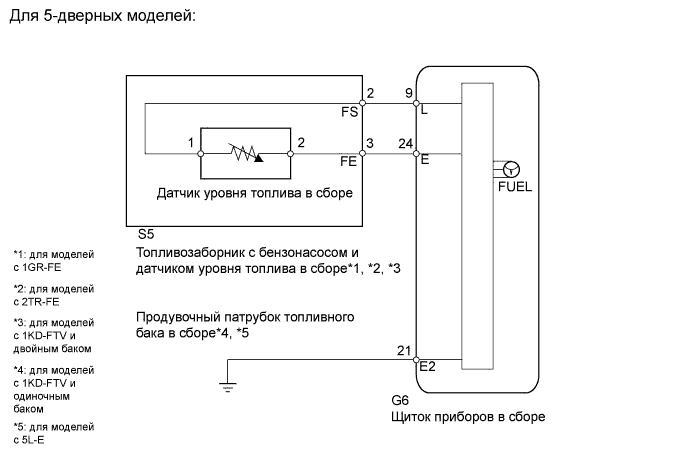 Для 5-дверных моделей:
2
9
FS
L
1
2
3
24
FE
E
FUEL
Датчик уровня топлива в сборе
S5
Топливозаборник с бензонасосом и
датчиком уровня топлива в сборе*1, *2, *3
*1: для моделей
с 1GR-FE
*2: для моделей
с 2TR-FE
Продувочный патрубок топливного
бака в сборе*4, *5
*3: для моделей
с 1KD-FTV и
двойным баком
21
E2
*4: для моделей
с 1KD-FTV и
одиночным
баком
G6
Щиток приборов в сборе
*5: для моделей
с 5L-E